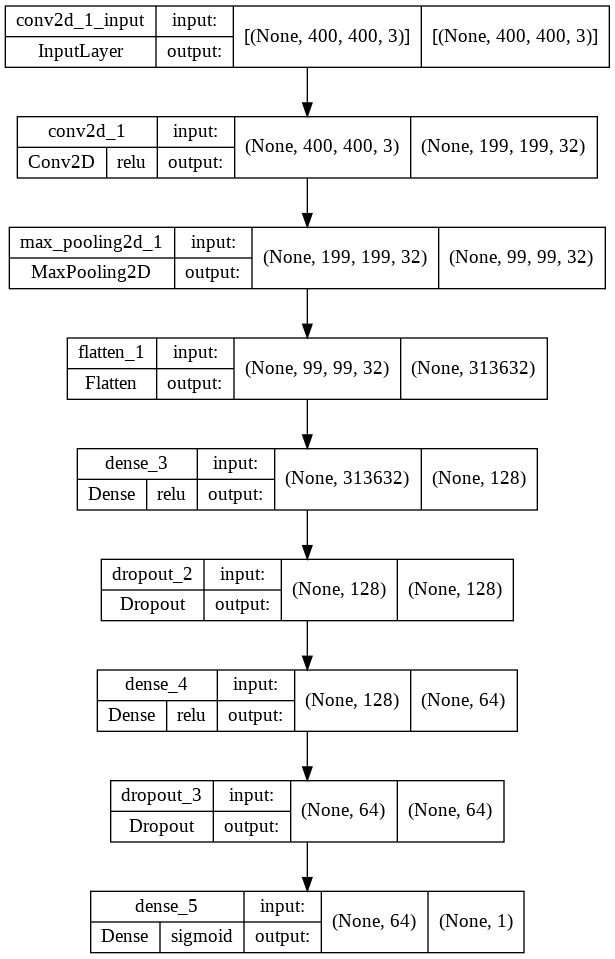 conv2d_1_input input: [(None, 400, 400, 3)] [(None, 400, 400, 3)]
InputLayer output:
conv2d_1 input: (None, 400, 400, 3) (None, 199, 199, 32)
Conv2D relu output:
max_pooling2d_1 input: (None, 199, 199, 32) (None, 99, 99, 32)
MaxPooling2D output:
flatten_1 input: (None, 99, 99, 32) (None, 313632)
Flatten output:
dense_3 input: (None, 313632) (None, 128)
Dense relu output:
dropout_2 input: (None, 128) (None, 128)
Dropout output:
dense_4 input: (None, 128) (None, 64)
Dense relu output:
dropout_3 input: (None, 64) (None, 64)
Dropout output:
dense_5 input: (None, 64) (None, 1)
Dense sigmoid output: